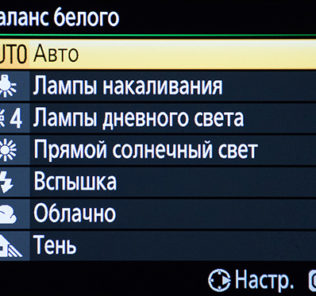 аланс белого
UTO Авто
Лампы накаливания
4 Лампы дневного света
Прямой солнечный свет
Вспышка
Облачно
Тень
Настр.